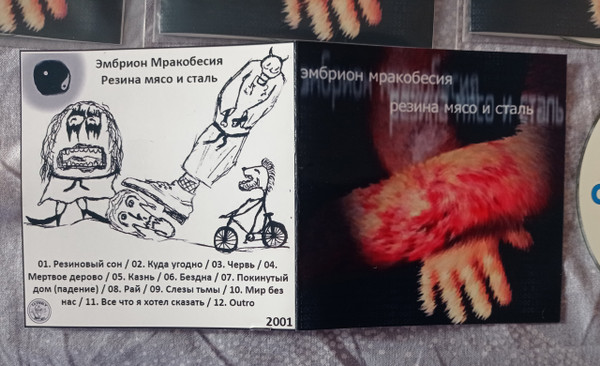 Эмбрион Мракобесия
Резина мясо и сталь
01. Резиновый сон / 02. Куда угодно / 03. Червь / 04.
Мертвое дерово / 05. Казнь / 06. Бездна / 07. Покинутый
дом (падение) / 08. Рай / 09. Слезы тьмы / 10. Мир без
нас / 11. Все что я хотел сказать / 12. Outro
2001
эмбрион мракобесия
резина мясо и сталь